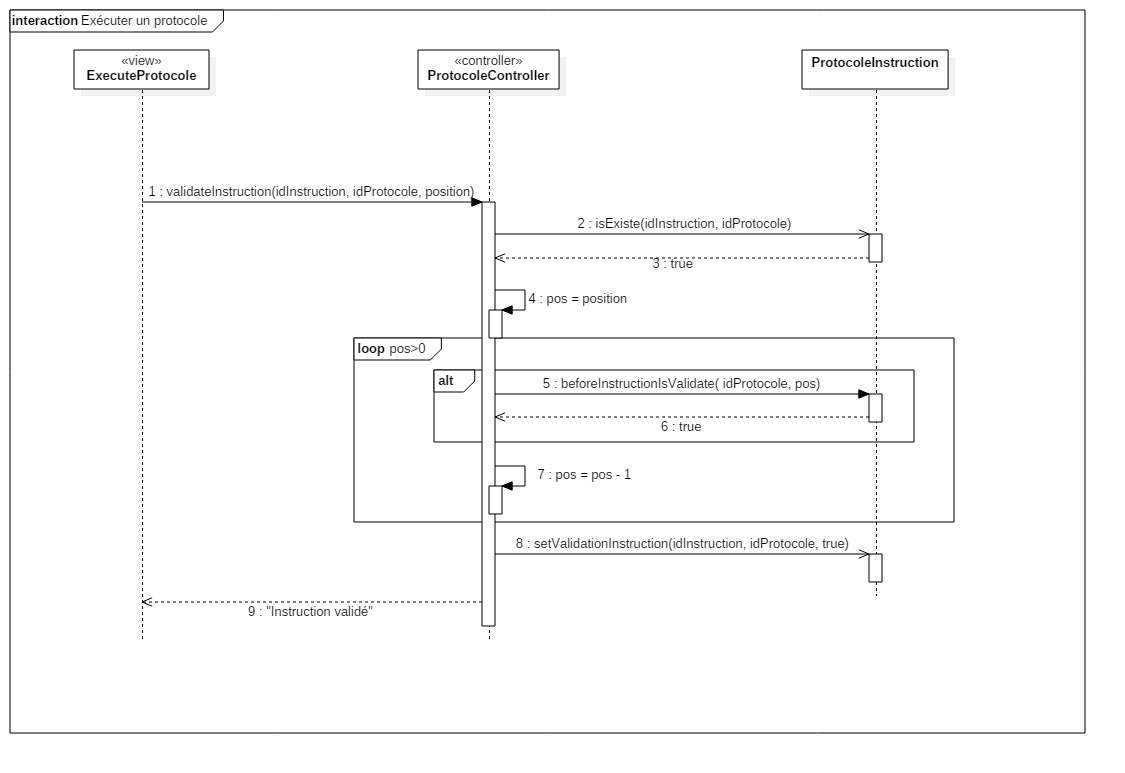 interaction Exécuter un protocole
«view»
ExecuteProtocole
«controller»
ProtocoleController
ProtocoleInstruction
1 : validateInstruction(idInstruction, idProtocole, position)
2 : isExiste(idInstruction, idProtocole)
3 : true
4 : pos = position
loop pos>0
alt
5 : beforeInstructionIsValidate( idProtocole, pos)
6 : true
7 : pos = pos - 1
8 : setValidationInstruction(idInstruction, idProtocole, true)
9 : "Instruction validé"